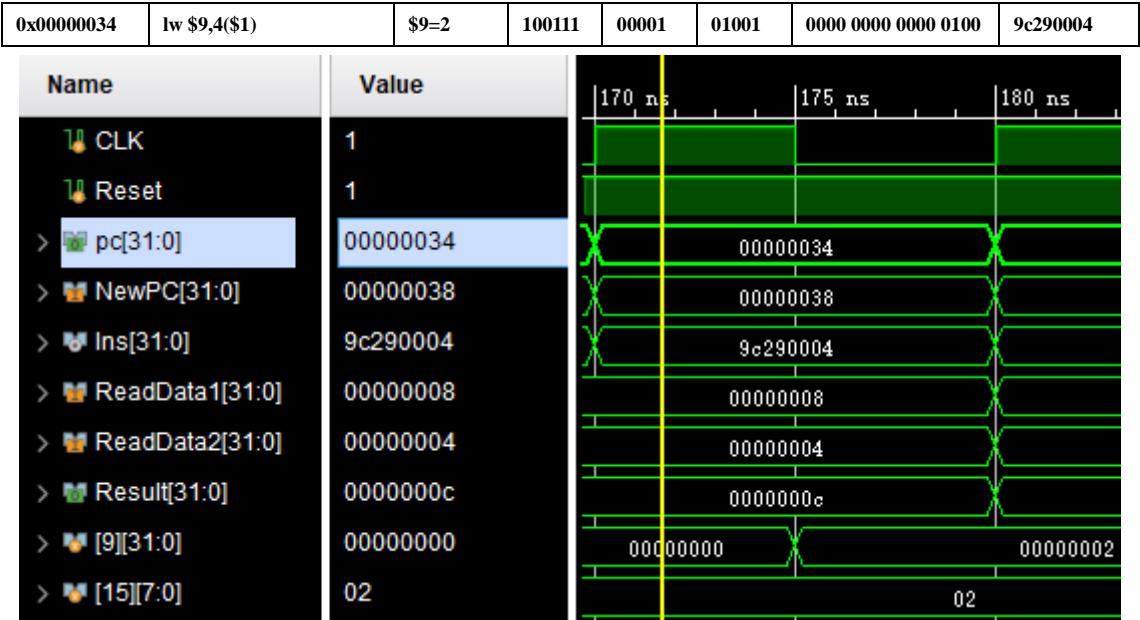 0x00000034 lw $9,4($1) $9=2 100111 00001 01001 0000 0000 0000 0100 9c290004
Name Value 170 ns 175 ns 180 ns
CLK 1
Reset 1
pc[31:0] 00000034 00000034
NewPC[31:0] 00000038 00000038
Ins[31:0] 9c290004 9c290004
ReadData1[31:0] 00000008 00000008
ReadData2[31:0] 00000004 00000004
Result[31:0] 0000000c 0000000c
[9][31:0] 00000000 00000000 00000002
[15][7:0] 02 02